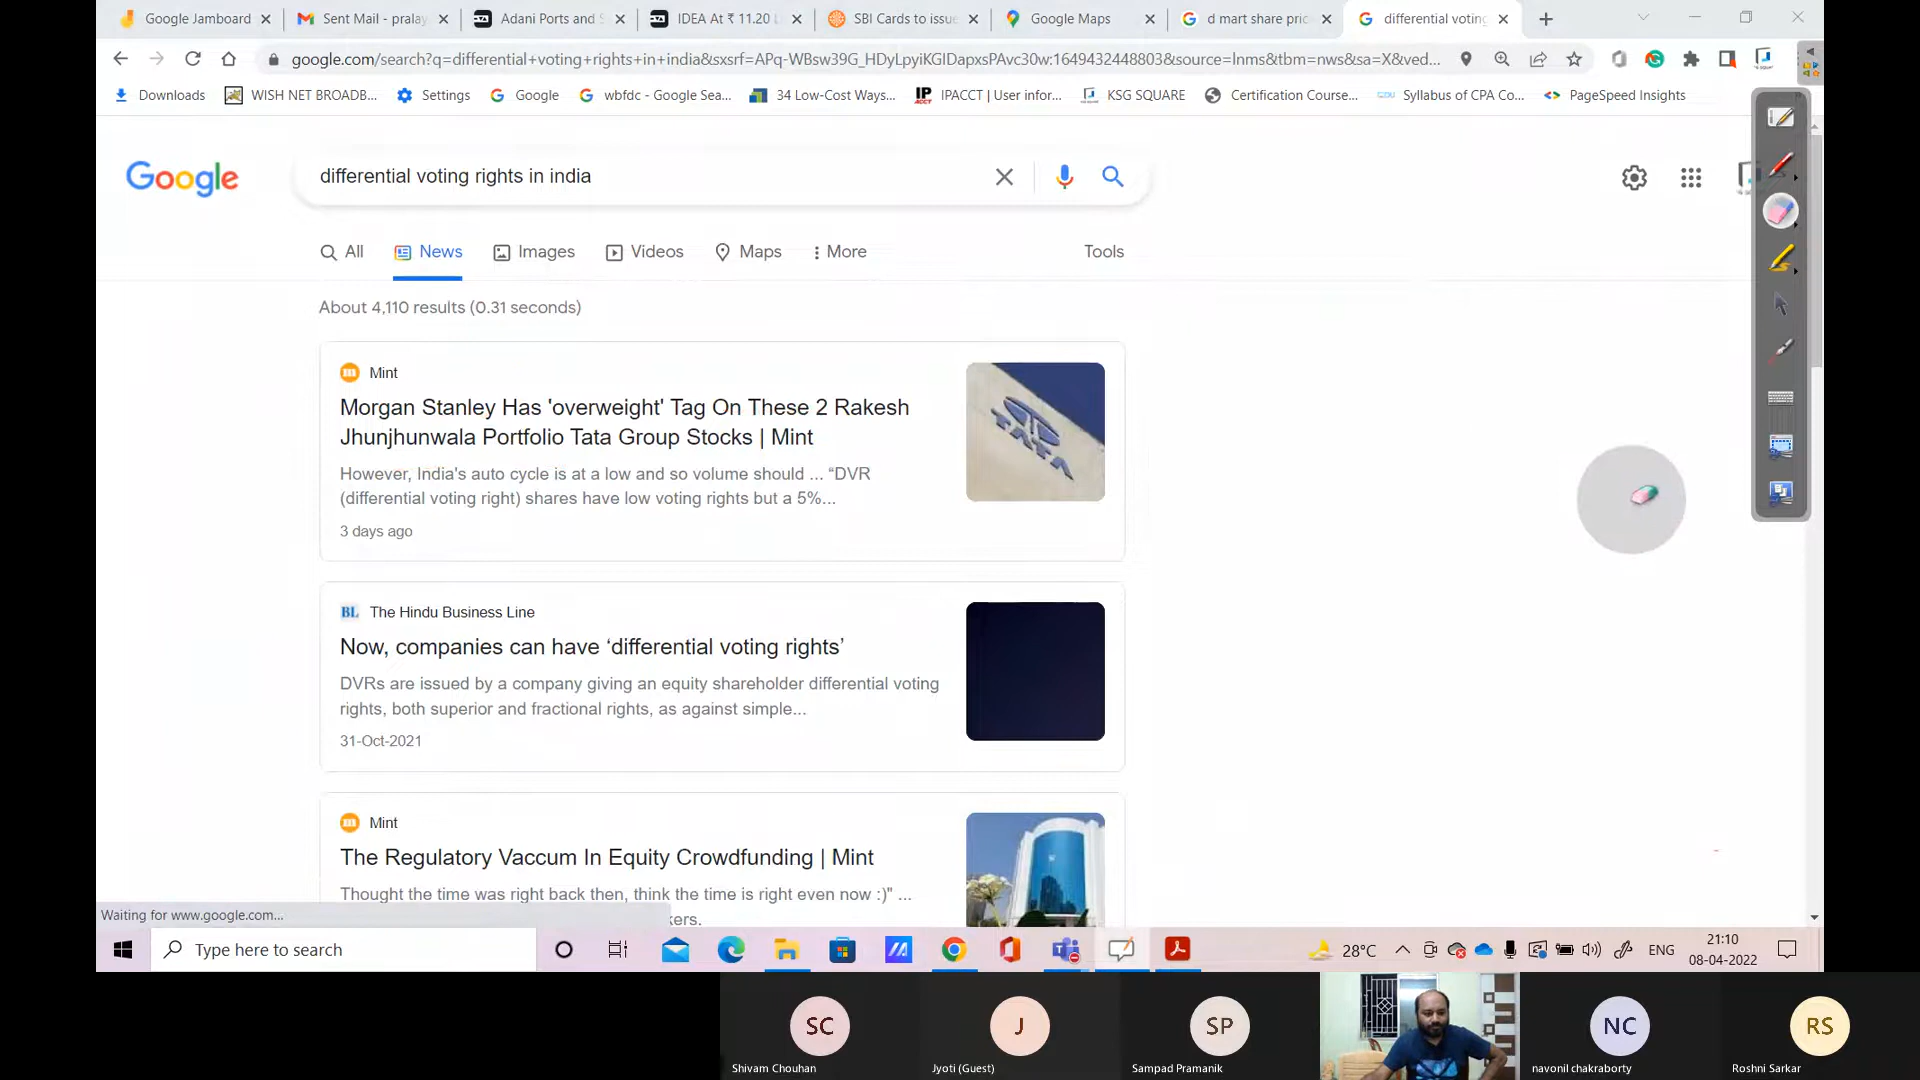 Google Jamboard
Sent Mail - pralay
Adani Ports and S
IDEA At ₹ 11.20
SBI Cards to issue
Google Maps
d mart share pric
differential voting
google.com/search?q=differential+voting+rights+in+india&sxsrf=APq-WBsw39G_HDyLpyiKGlDapxsPAvc30w:1649432448803&source=lnms&tbm=nws&sa=X&ved...
Downloads
WISH NET BROADB...
Settings
Google
wbfdc - Google Sea...
34 Low-Cost Ways...
IPACCT | User infor...
KSG SQUARE
Certification Course...
Syllabus of CPA Co...
PageSpeed Insights
Google
differential voting rights in india
All
News
Images
Videos
Maps
More
Tools
About 4,110 results (0.31 seconds)
Mint
Morgan Stanley Has 'overweight' Tag On These 2 Rakesh
Jhunjhunwala Portfolio Tata Group Stocks | Mint
However, India's auto cycle is at a low and so volume should ... “DVR
(differential voting right) shares have low voting rights but a 5%...
3 days ago
TATA
BL The Hindu Business Line
Now, companies can have ‘differential voting rights’
DVRs are issued by a company giving an equity shareholder differential voting
rights, both superior and fractional rights, as against simple...
31-Oct-2021
Mint
The Regulatory Vaccum In Equity Crowdfunding | Mint
Thought the time was right back then, think the time is right even now :)" ...
kers.
Waiting for www.google.com...
Type here to search
28°C
ENG
21:10
08-04-2022
SC
Shivam Chouhan
J
Jyoti (Guest)
SP
Sampad Pramanik
NC
navonil chakraborty
RS
Roshni Sarkar